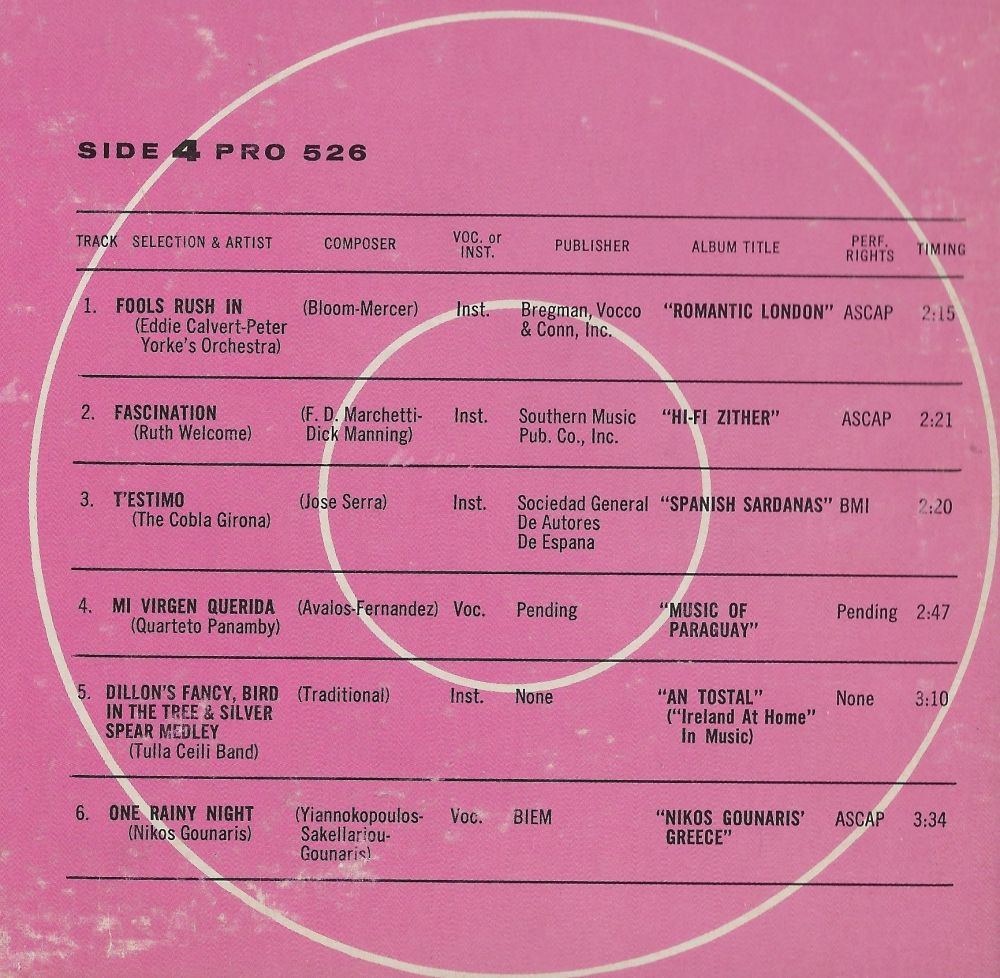 SIDE 4 PRO 526
TRACK SELECTION & ARTIST COMPOSER VOC. or INST. PUBLISHER ALBUM TITLE PERF. RIGHTS TIMING
1. FOOLS RUSH IN (Bloom-Mercer) Inst. Bregman, Vocco "ROMANTIC LONDON" ASCAP 2:15
(Eddie Calvert-Peter & Conn, Inc.
Yorke's Orchestra)
2. FASCINATION (F. D. Marchetti- Inst. Southern Music "HI-FI ZITHER" ASCAP 2:21
(Ruth Welcome) Dick Manning) Pub. Co., Inc.
3. T'ESTIMO (Jose Serra) Inst. Sociedad General "SPANISH SARDANAS" BMI 2:20
(The Cobla Girona) De Autores
De Espana
4. MI VIRGEN QUERIDA (Avalos-Fernandez) Voc. Pending "MUSIC OF Pending 2:47
(Quarteto Panamby) PARAGUAY"
5. DILLON'S FANCY, BIRD (Traditional) Inst. None "AN TOSTAL" None 3:10
IN THE TREE & SILVER ("Ireland At Home"
SPEAR MEDLEY In Music)
(Tulla Ceili Band)
6. ONE RAINY NIGHT (Yiannokopoulos- Voc. BIEM "NIKOS GOUNARIS' ASCAP 3:34
(Nikos Gounaris) Sakellariou- GREECE"
Gounaris)